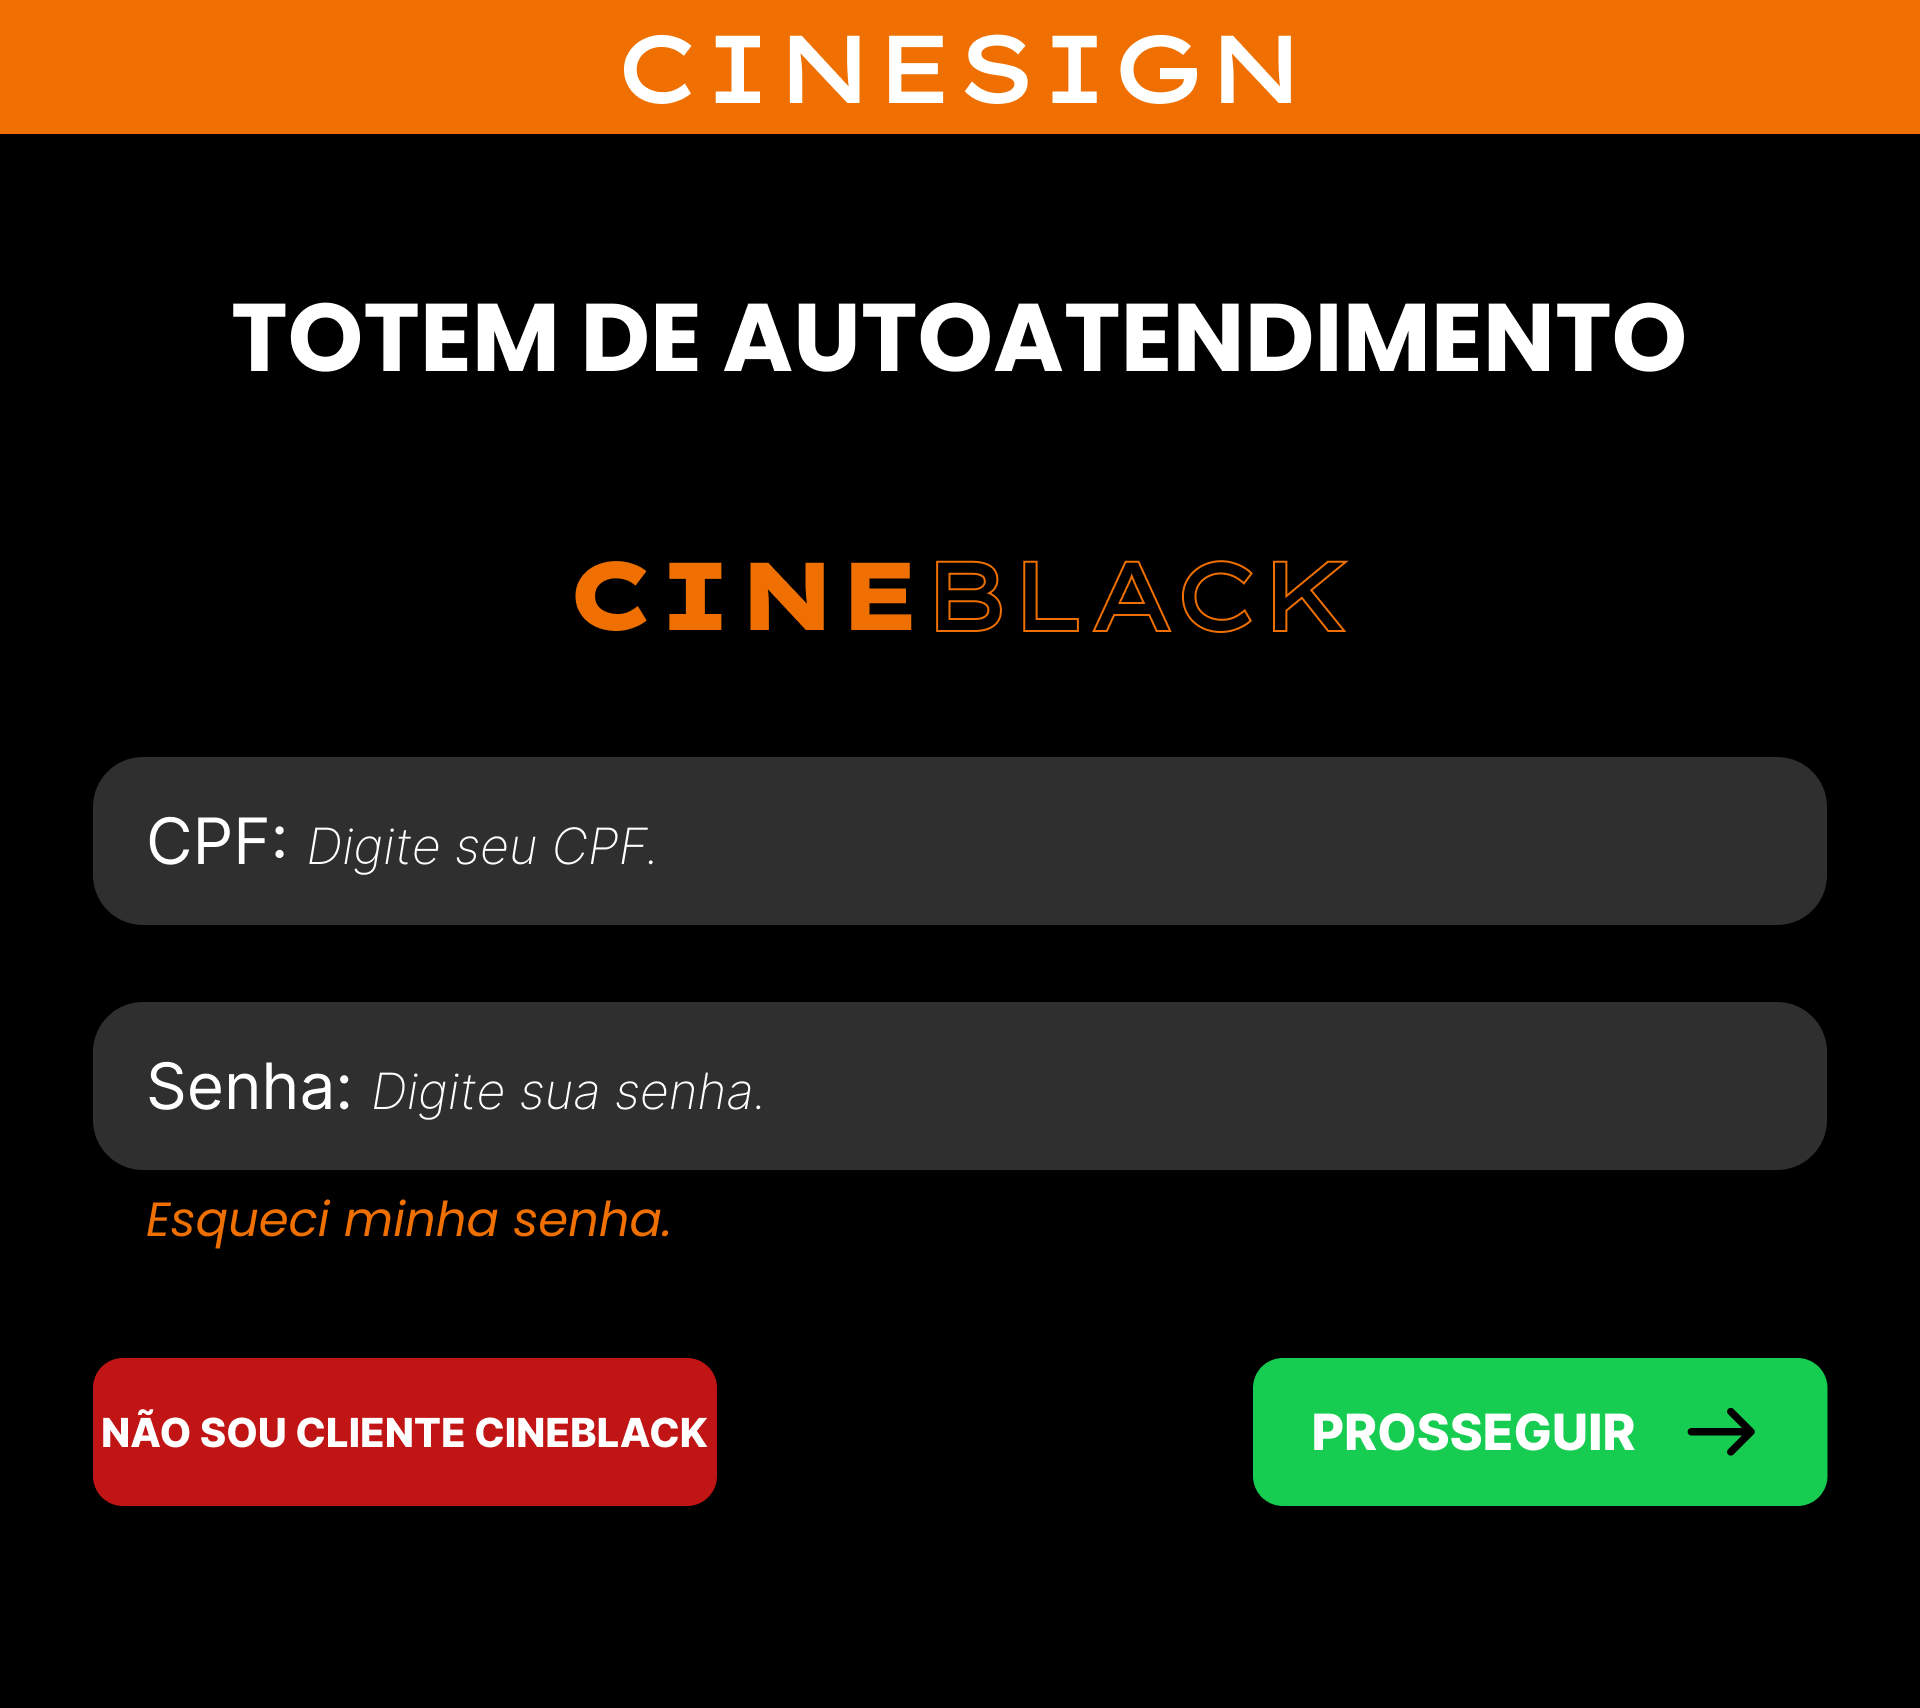 CINESIGN
TOTEM DE AUTOATENDIMENTO
CINEBLACK
CPF: Digite seu CPF.
Senha: Digite sua senha.
Esqueci minha senha.
NÃO SOU CLIENTE CINEBLACK
PROSSEGUIR